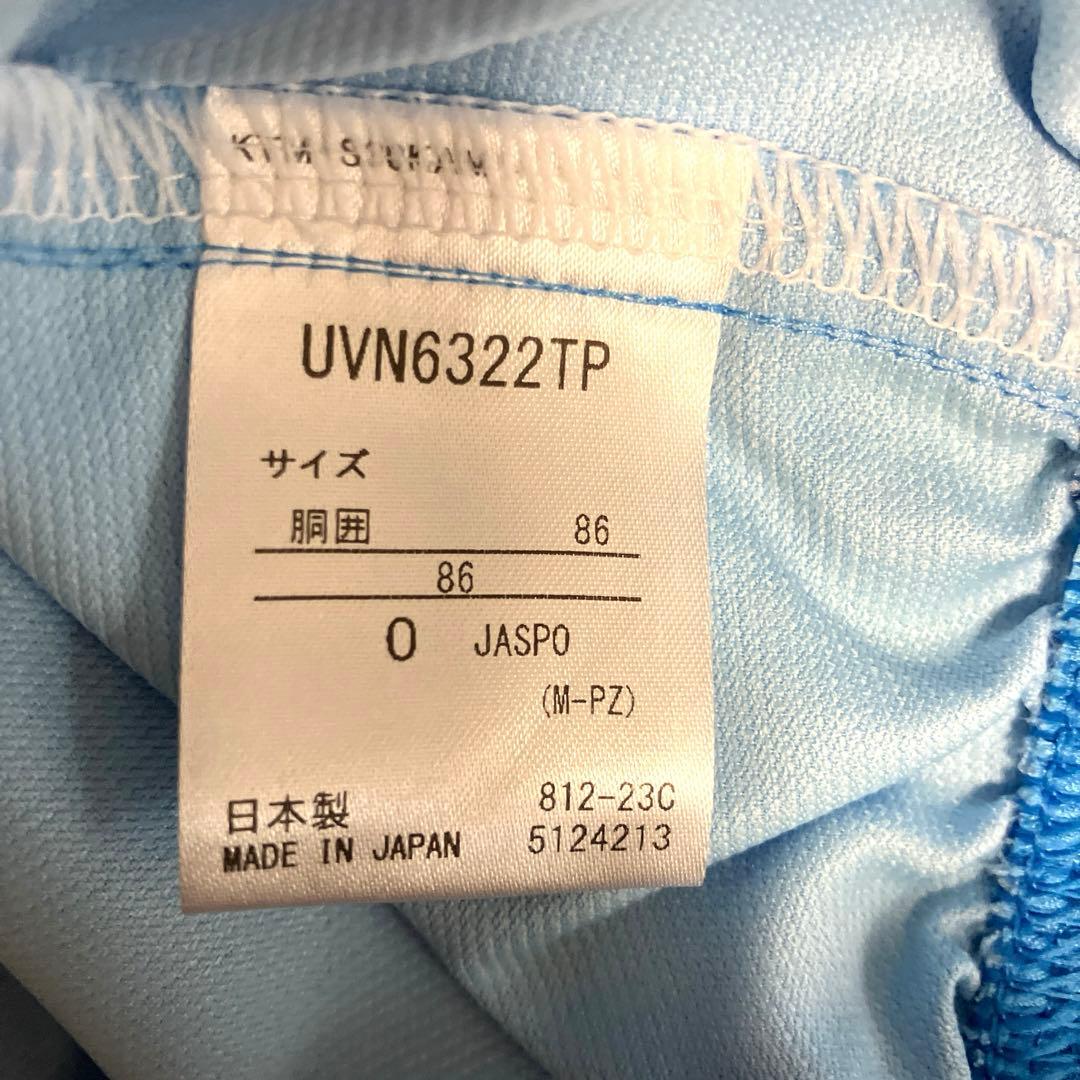 UVN6322TP
サイズ
胴囲 86
86
O JASPO
(M-PZ)
日本製 812-23C
MADE IN JAPAN 5124213